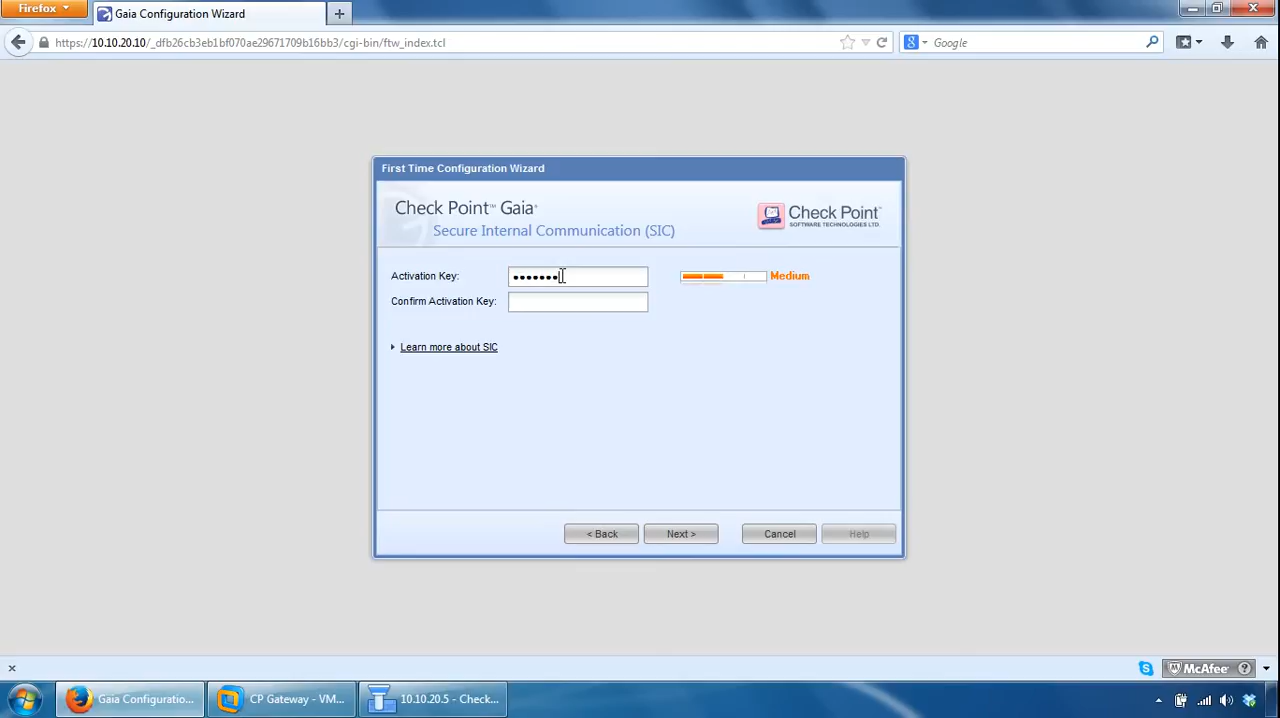 Firefox
Gaia Configuration Wizard
https://10.10.20.10/_dfb26cb3eb1bf070ae29671709b16bb3/cgi-bin/ftw_index.tcl
Google
First Time Configuration Wizard
Check Point™ Gaia
Check Point
SOFTWARE TECHNOLOGIES LTD.
Secure Internal Communication (SIC)
Activation Key:
Medium
Confirm Activation Key:
Learn more about SIC
< Back
Next >
Cancel
Help
McAfee
Gaia Configuratio...
CP Gateway - VM...
10.10.20.5 - Check...